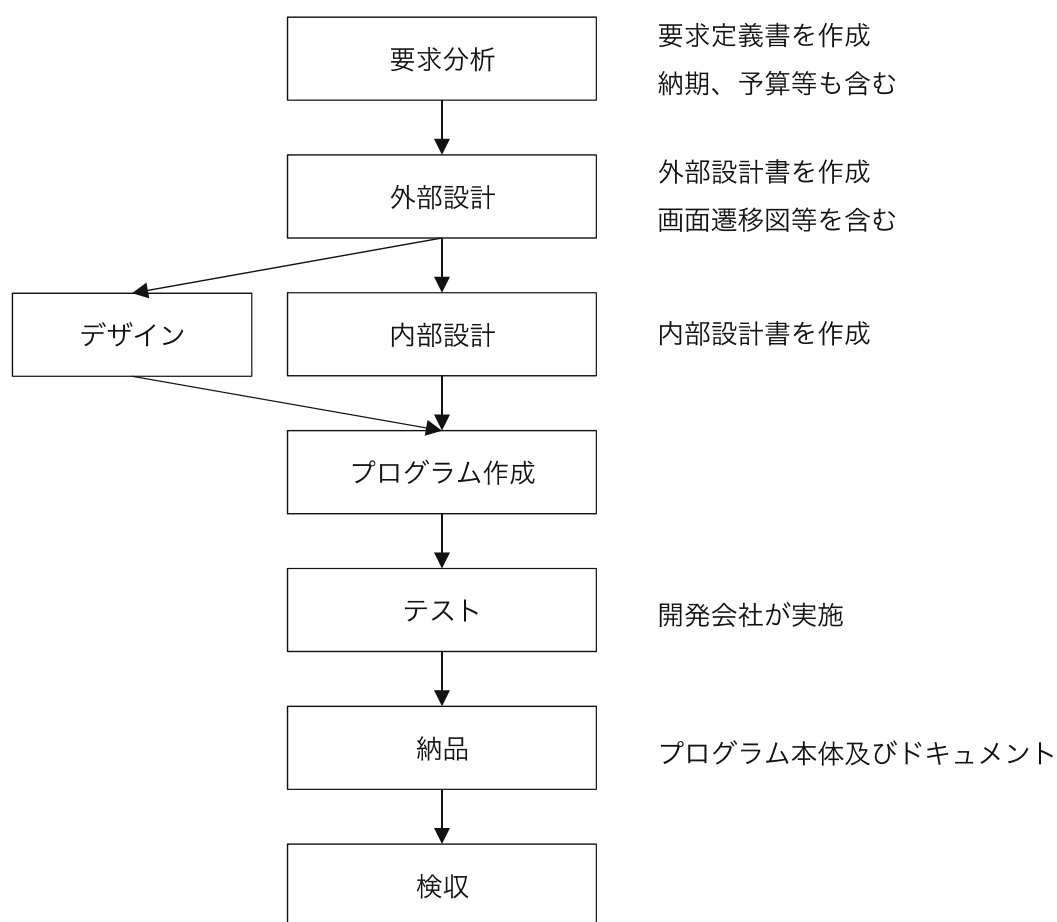 要求分析
要求定義書を作成
納期、予算等も含む
外部設計
外部設計書を作成
画面遷移図等を含む
デザイン
内部設計
内部設計書を作成
プログラム作成
テスト
開発会社が実施
納品
プログラム本体及びドキュメント
検収